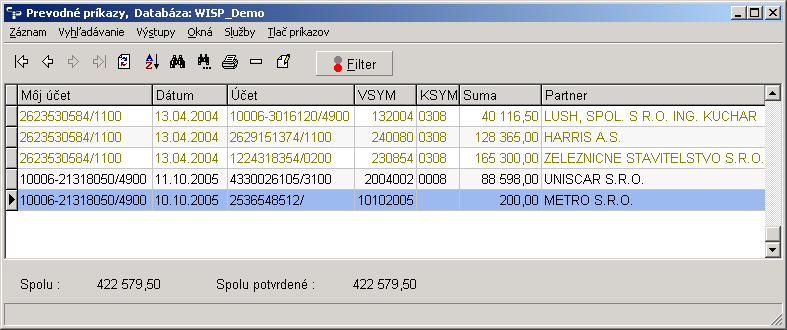 Prevodné príkazy, Databáza: WISP_Demo
Záznam Vyhľadávanie Výstupy Okná Služby Tlač príkazov
Filter
Môj účet Dátum Účet VSYM KSYM Suma Partner
2623530584/1100 13.04.2004 10006-3016120/4900 132004 0308 40 116,50 LUSH, SPOL. S R.O. ING. KUCHAR
2623530584/1100 13.04.2004 2629151374/1100 240080 0308 128 365,00 HARRIS A.S.
2623530584/1100 13.04.2004 1224318354/0200 230854 0308 165 300,00 ZELEZNICNE STAVITELSTVO S.R.O.
10006-21318050/4900 11.10.2005 4330026105/3100 2004002 0008 88 598,00 UNISCAR S.R.O.
10006-21318050/4900 10.10.2005 2536548512/ 10102005 200,00 METRO S.R.O.
Spolu : 422 579,50 Spolu potvrdené : 422 579,50